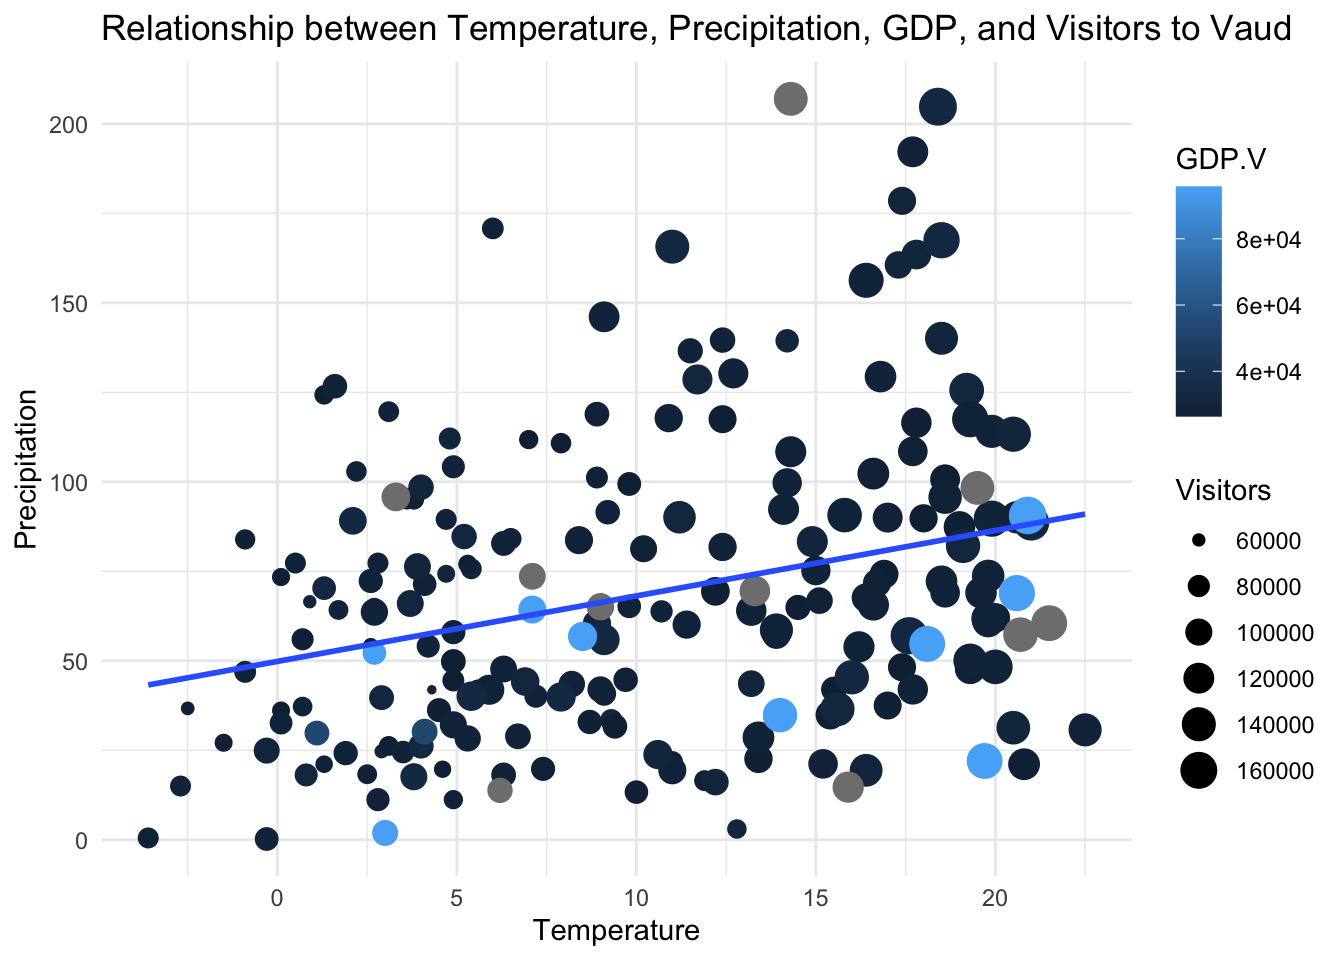 Relationship between Temperature, Precipitation, GDP, and Visitors to Vaud
GDP.V
8e+04
6e+04
4e+04
Visitors
60000
80000
100000
120000
140000
160000
Precipitation
200
150
100
50
0
0 5 10 15 20
Temperature